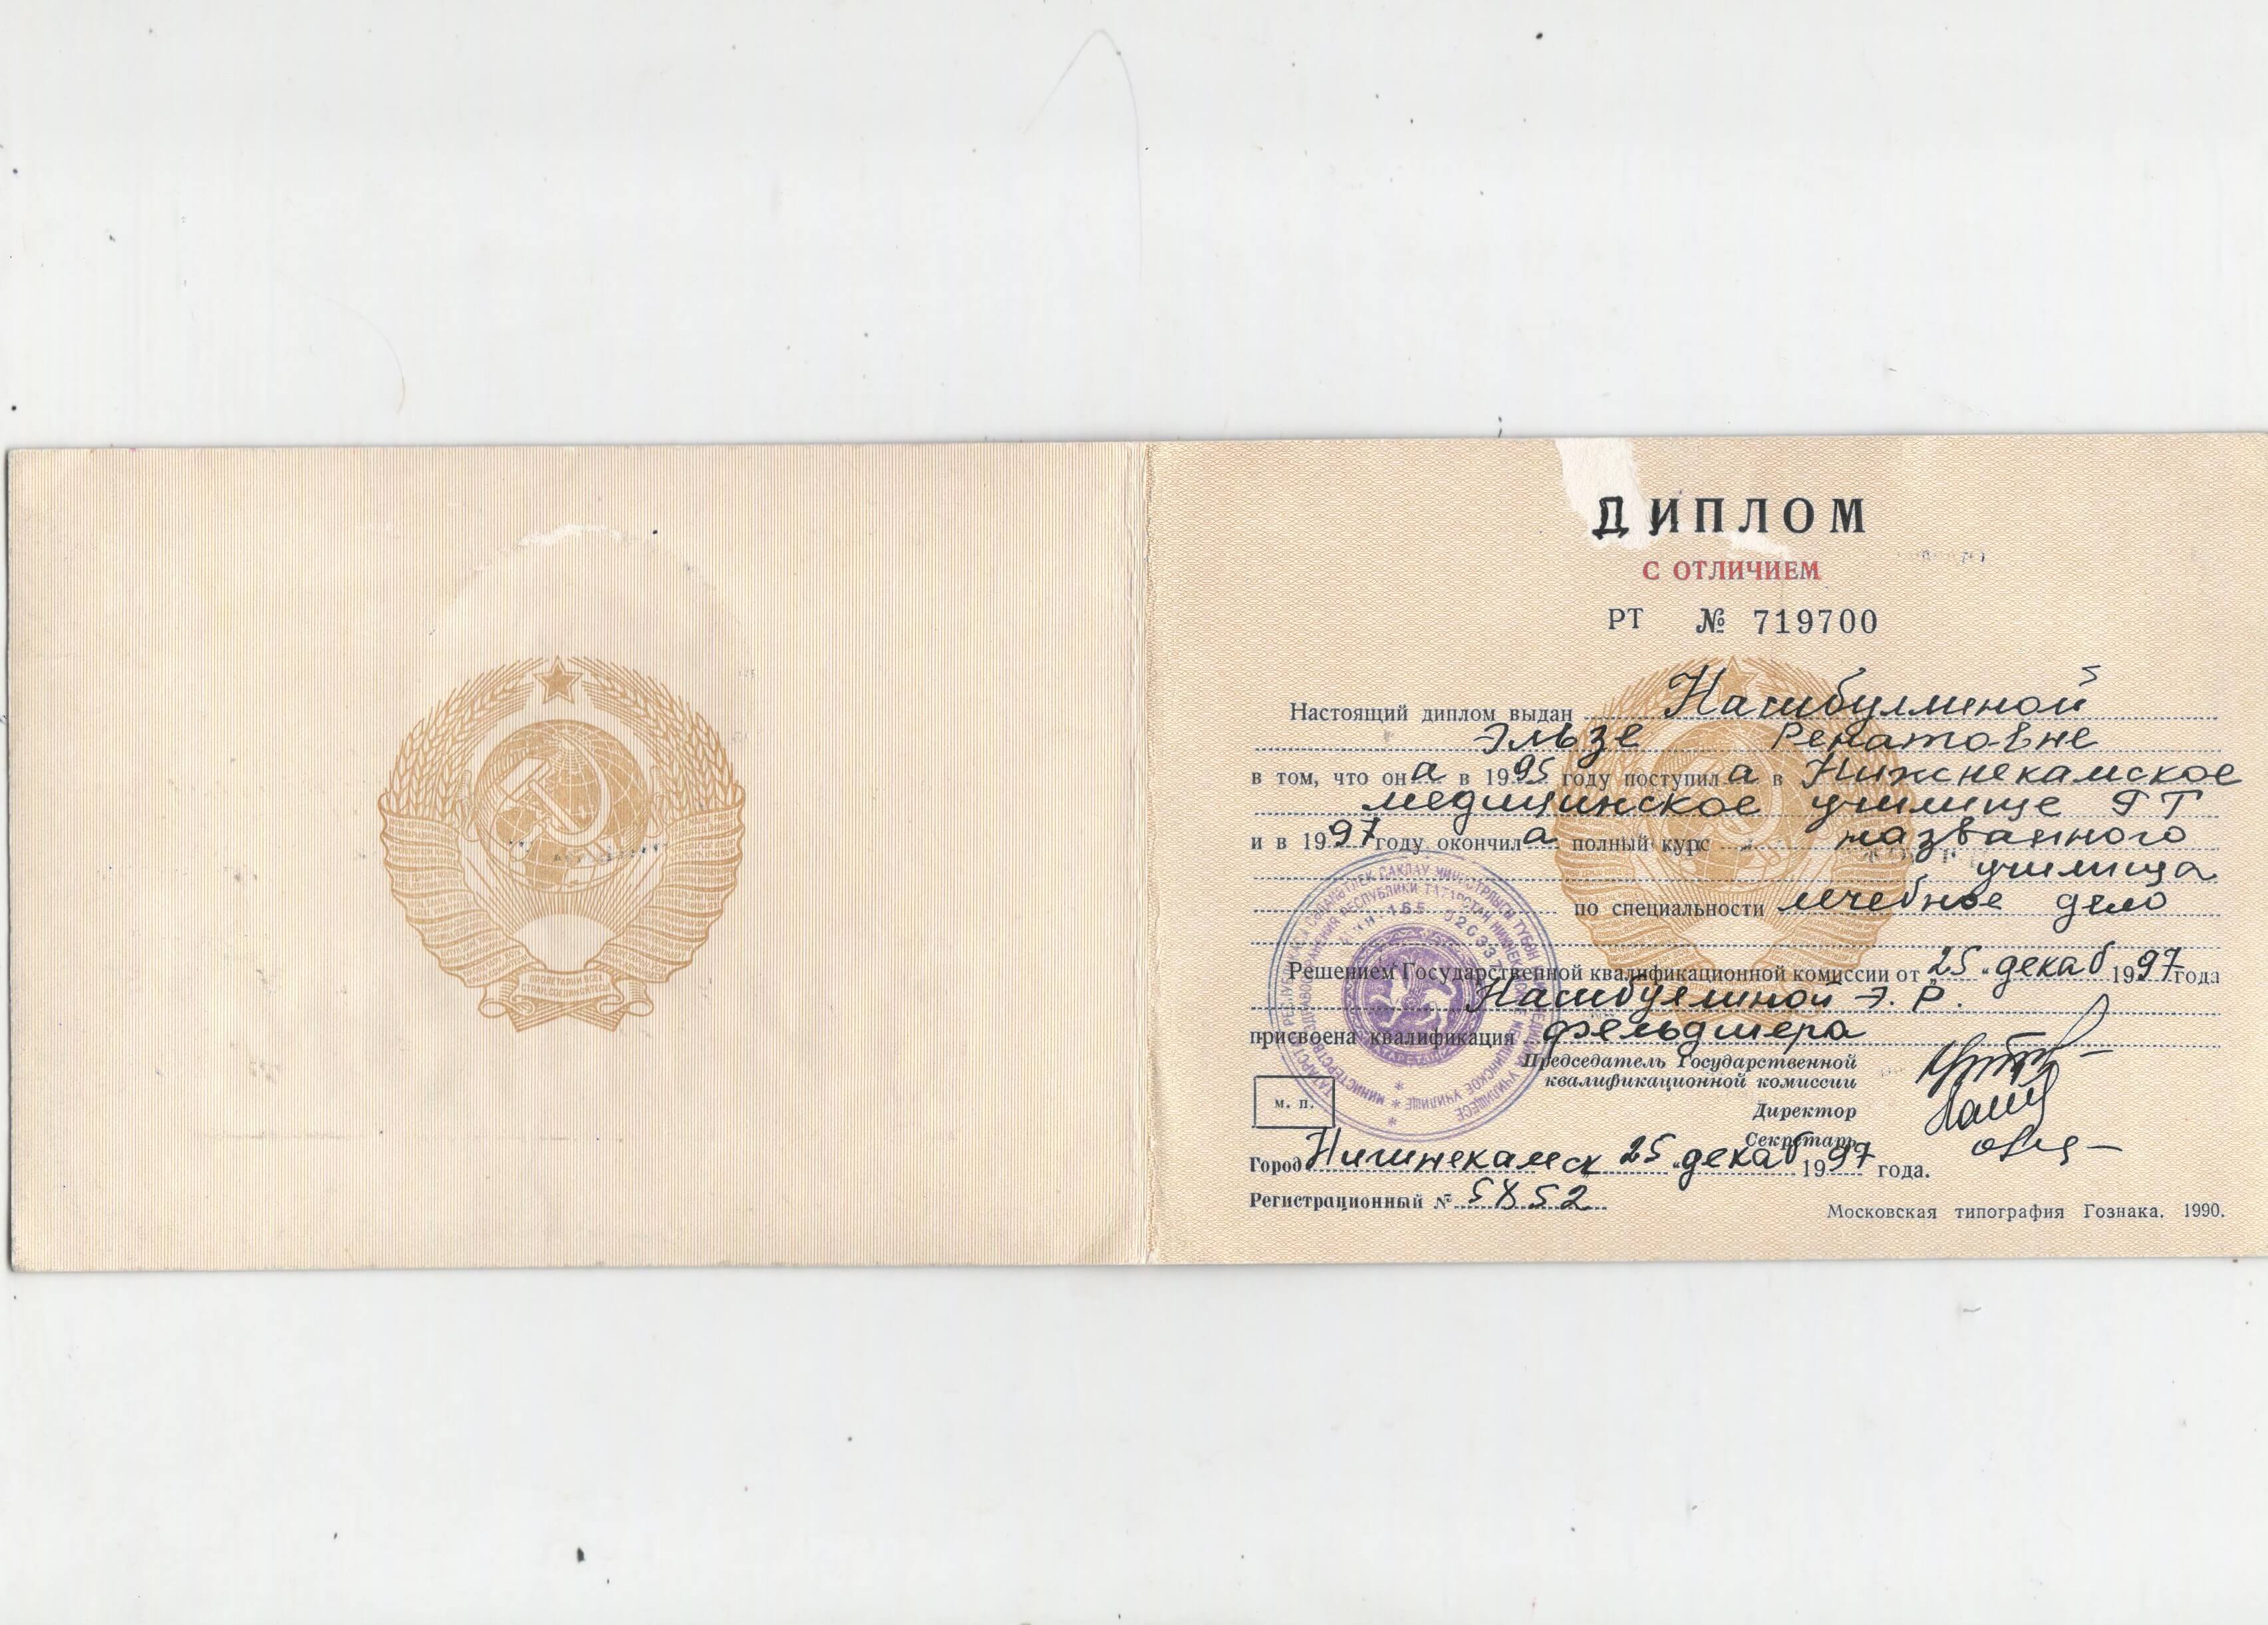 ДИПЛОМ
С ОТЛИЧИЕМ
РТ № 719700
Настоящий диплом выдан Насибуллиной
Эльзе Ренатовне
в том, что она в 1995 году поступила в Нижнекамское
медицинское училище РТ
и в 1997 году окончила полный курс названного
училища
по специальности лечебное дело
Решением Государственной квалификационной комиссии от 25 декаб 1997 года
Насибуллиной Э. Р.
присвоена квалификация фельдшера
Председатель Государственной
квалификационной комиссии
Директор
м. п.
Секретарь
Город Нижнекамск 25 декаб 1997 года.
Регистрационный № 5852
Московская типография Гознака. 1990.